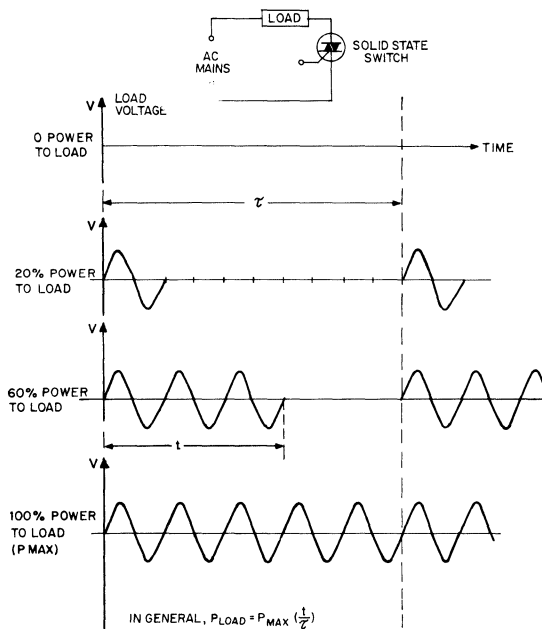 LOAD
AC
MAINS
SOLID STATE
SWITCH
V
LOAD
VOLTAGE
0 POWER
TO LOAD
TIME
τ
V
20% POWER
TO LOAD
V
60% POWER
TO LOAD
t
V
100% POWER
TO LOAD
(P MAX)
IN GENERAL, PLOAD = PMAX (t/τ)